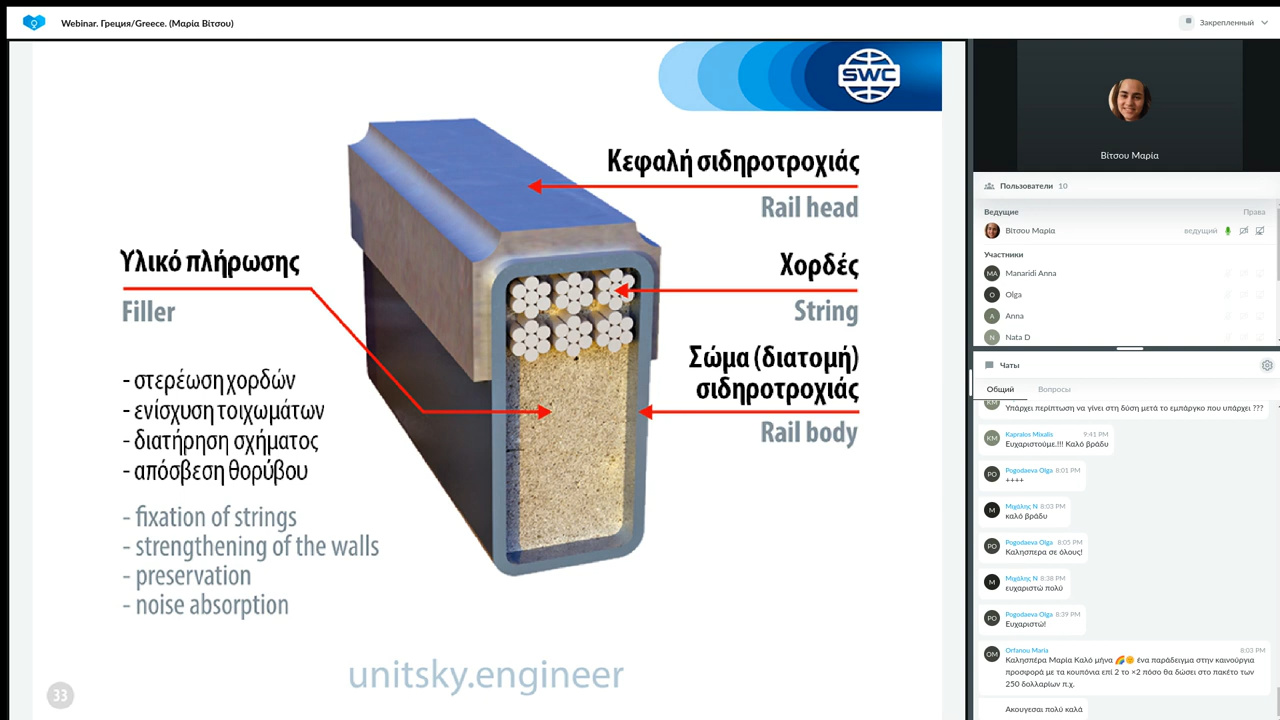 Webinar. Греция/Greece. (Μαρία Βίτσου)
Закрепленный
SWC
Κεφαλή σιδηροτροχιάς
Rail head
Υλικό πλήρωσης
Filler
Χορδές
String
Σώμα (διατομή)
σιδηροτροχιάς
Rail body
- στερέωση χορδών
- ενίσχυση τοιχωμάτων
- διατήρηση σχήματος
- απόσβεση θορύβου
- fixation of strings
- strengthening of the walls
- preservation
- noise absorption
unitsky.engineer
33
Βίτσου Μαρία
Пользователи 10
Ведущие Права
Βίτσου Μαρία ведущий
Участники
MA Manaridi Anna
O Olga
A Anna
N Nata D
Чаты
Общий Вопросы
Υπάρχει περίπτωση να γίνει στη δύση μετά το εμπάργκο που υπάρχει ???
KM Kapralos Mixalis 9:41 PM
Ευχαριστούμε.!!! Καλό βράδυ
PO Pogodaeva Olga 8:01 PM
++++
M Μιχάλης Ν 8:03 PM
καλό βράδυ
PO Pogodaeva Olga 8:05 PM
Καλησπερα σε όλους!
M Μιχάλης Ν 8:38 PM
ευχαριστώ πολύ
PO Pogodaeva Olga 8:39 PM
Ευχαριστώ!
OM Orfanou Maria 8:03 PM
Καλησπέρα Μαρία Καλό μήνα 🌈🌞 ένα παράδειγμα στην καινούργια
προσφορά με τα κουπόνια επί 2 το ×2 πόσο θα δώσει στο πακέτο των
250 δολλαρίων π.χ.
Ακουγεσαι πολύ καλά